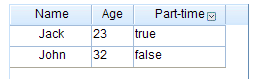 Name Age Part-time
Jack 23 true
John 32 false